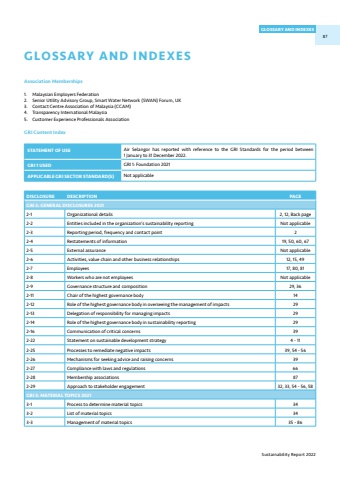 GLOSSARY AND INDEXES
87
GLOSSARY AND INDEXES
Association Memberships
1. Malaysian Employers Federation
2. Senior Utility Advisory Group, Smart Water Network (SWAN) Forum, UK
3. Contact Centre Association of Malaysia (CCAM)
4. Transparency International Malaysia
5. Customer Experience Professionals Association
GRI Content Index
STATEMENT OF USE Air Selangor has reported with reference to the GRI Standards for the period between
1 January to 31 December 2022.
GRI 1 USED GRI 1: Foundation 2021
APPLICABLE GRI SECTOR STANDARD(S) Not applicable
DISCLOSURE DESCRIPTION PAGE
GRI 2: GENERAL DISCLOSURES 2021
2-1 Organizational details 2, 12, Back page
2-2 Entities included in the organization's sustainability reporting Not applicable
2-3 Reporting period, frequency and contact point 2
2-4 Restatements of information 19, 50, 60, 67
2-5 External assurance Not applicable
2-6 Activities, value chain and other business relationships 12, 15, 49
2-7 Employees 17, 80, 81
2-8 Workers who are not employees Not applicable
2-9 Governance structure and composition 29, 36
2-11 Chair of the highest governance body 14
2-12 Role of the highest governance body in overseeing the management of impacts 29
2-13 Delegation of responsibility for managing impacts 29
2-14 Role of the highest governance body in sustainability reporting 29
2-16 Communication of critical concerns 39
2-22 Statement on sustainable development strategy 4 - 11
2-25 Processes to remediate negative impacts 49, 54 - 56
2-26 Mechanisms for seeking advice and raising concerns 39
2-27 Compliance with laws and regulations 66
2-28 Membership associations 87
2-29 Approach to stakeholder engagement 32, 33, 54 - 56, 58
GRI 3: MATERIAL TOPICS 2021
3-1 Process to determine material topics 34
3-2 List of material topics 34
3-3 Management of material topics 35 - 86
Sustainability Report 2022